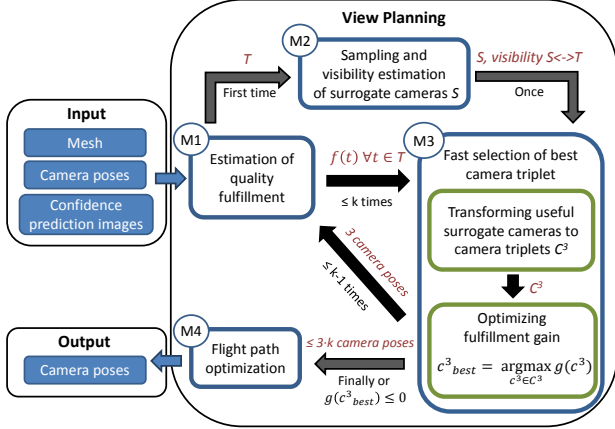 View Planning
M2
Sampling and
visibility estimation
of surrogate cameras S
T
First time
S, visibility S<->T
Once
Input
Mesh
Camera poses
Confidence
prediction images
M1
Estimation of
quality
fulfillment
f(t) ∀t ∈ T
≤ k times
M3
Fast selection of best
camera triplet
Transforming useful
surrogate cameras to
camera triplets C³
C³
Optimizing
fulfillment gain
c³best = argmax g(c³)
c³∈C³
3 camera poses
≤ k-1 times
Output
Camera poses
M4
Flight path
optimization
≤ 3·k camera poses
Finally or
g(c³best) ≤ 0